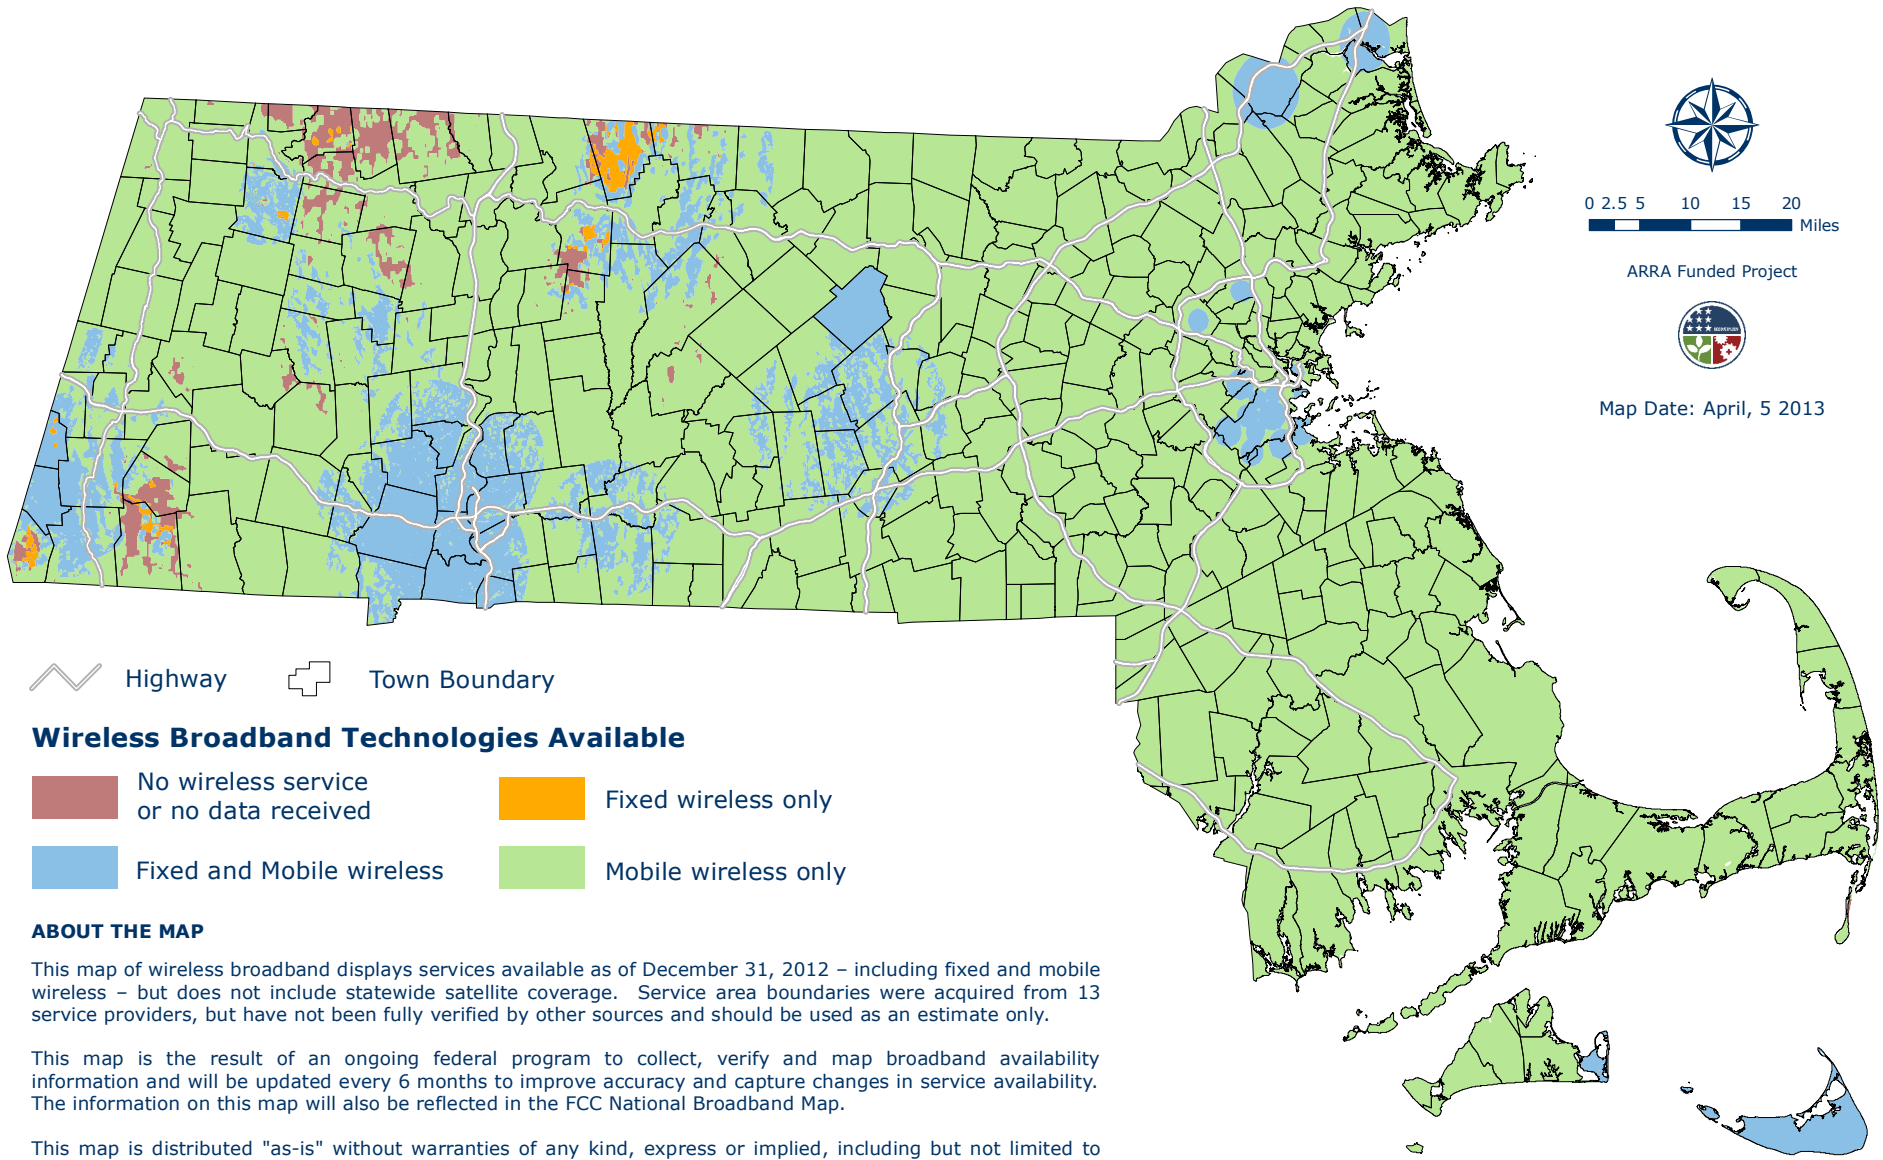 0 2.5 5 10 15 20
Miles
ARRA Funded Project
Map Date: April, 5 2013
Highway
Town Boundary
Wireless Broadband Technologies Available
No wireless service
or no data received
Fixed wireless only
Fixed and Mobile wireless
Mobile wireless only
ABOUT THE MAP
This map of wireless broadband displays services available as of December 31, 2012 – including fixed and mobile
wireless – but does not include statewide satellite coverage. Service area boundaries were acquired from 13
service providers, but have not been fully verified by other sources and should be used as an estimate only.
This map is the result of an ongoing federal program to collect, verify and map broadband availability
information and will be updated every 6 months to improve accuracy and capture changes in service availability.
The information on this map will also be reflected in the FCC National Broadband Map.
This map is distributed "as-is" without warranties of any kind, express or implied, including but not limited to